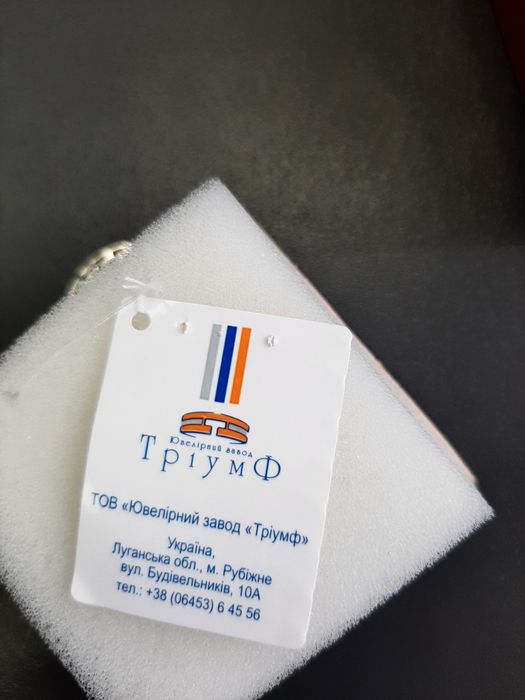 Ювелірний завод
ТріумФ
ТОВ «Ювелірний завод «Тріумф»
Україна,
Луганська обл., м. Рубіжне
вул. Будівельників, 10А
тел.: +38 (06453) 6 45 56